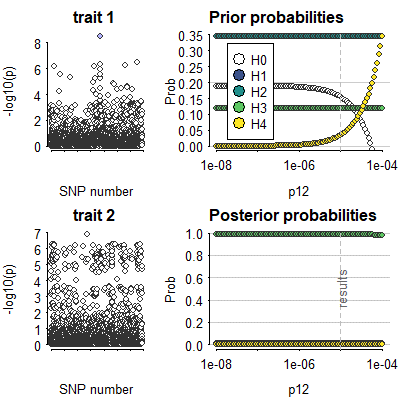 trait 1
-log10(p)
8
6
4
2
0
SNP number
Prior probabilities
Prob
0.35
0.30
0.25
0.20
0.15
0.10
0.05
0.00
H0
H1
H2
H3
H4
1e-08
1e-06
1e-04
p12
trait 2
-log10(p)
7
6
5
4
3
2
1
0
SNP number
Posterior probabilities
Prob
1.0
0.8
0.6
0.4
0.2
0.0
results
1e-08
1e-06
1e-04
p12